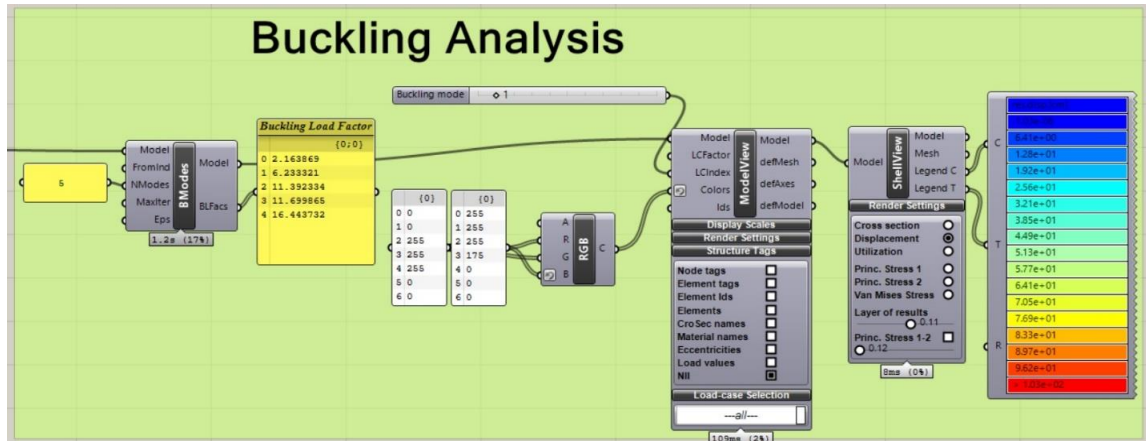 Buckling Analysis
Buckling mode 1
5
Model
FromInd
NModes
MaxIter
Eps
BModes
Model
BLFacs
1.2s (17%)
Buckling Load Factor
{0;0}
0 2.163869
1 6.233321
2 11.392334
3 11.699865
4 16.443732
{0}
0 0
1 0
2 255
3 255
4 255
5 0
6 0
{0}
0 255
1 255
2 255
3 175
4 0
5 0
6 0
A
R
G
B
RGB
C
Model
LCFactor
LCIndex
Colors
Ids
ModelView
Model
defMesh
defAxes
defModel
Display Scales
Render Settings
Structure Tags
Node tags
Element tags
Element Ids
Elements
CroSec names
Material names
Eccentricities
Load values
NII
Load-case Selection
---all---
109ms (2%)
Model
ShellView
Model
Mesh
Legend C
Legend T
Render Settings
Cross section
Displacement
Utilization
Princ. Stress 1
Princ. Stress 2
Van Mises Stress
Layer of results
0.11
Princ. Stress 1-2
0.12
8ms (0%)
C
T
R
6.41e+00
1.28e+01
1.92e+01
2.56e+01
3.21e+01
3.85e+01
4.49e+01
5.13e+01
5.77e+01
6.41e+01
7.05e+01
7.69e+01
8.33e+01
8.97e+01
9.62e+01
1.03e+02